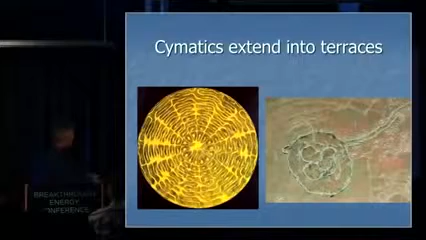 Cymatics extend into terraces
BREAKTHROUGH
ENERGY
CONFERENCE